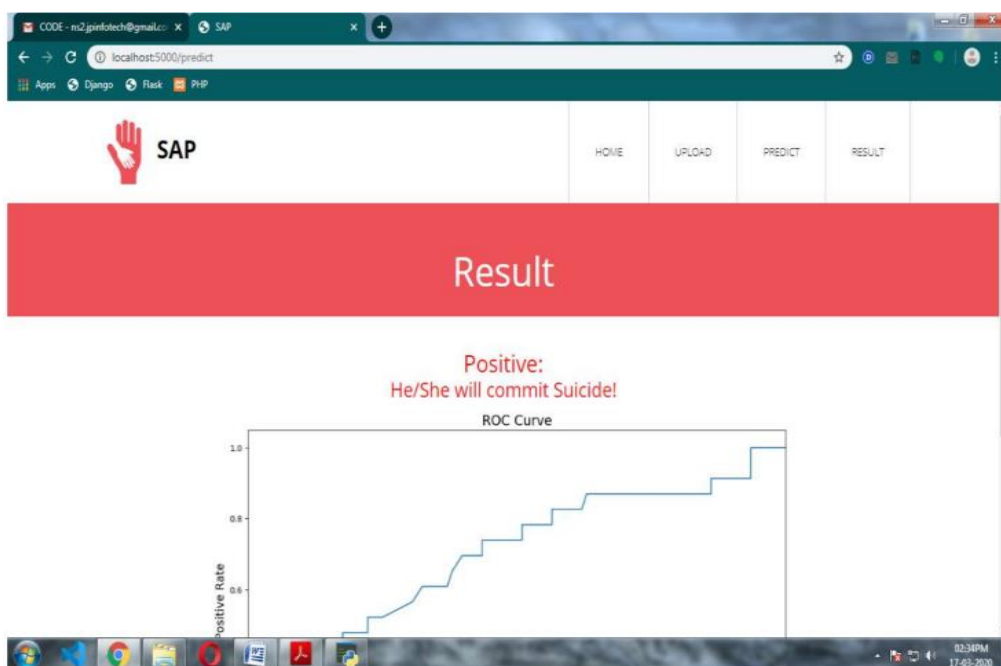 CODE - ns2.jpinfotech@gmail.co
SAP
localhost:5000/predict
Apps Django Flask PHP
SAP
HOME UPLOAD PREDICT RESULT
Result
Positive:
He/She will commit Suicide!
ROC Curve
1.0
0.8
0.6
Positive Rate
02:34PM
17-03-2020